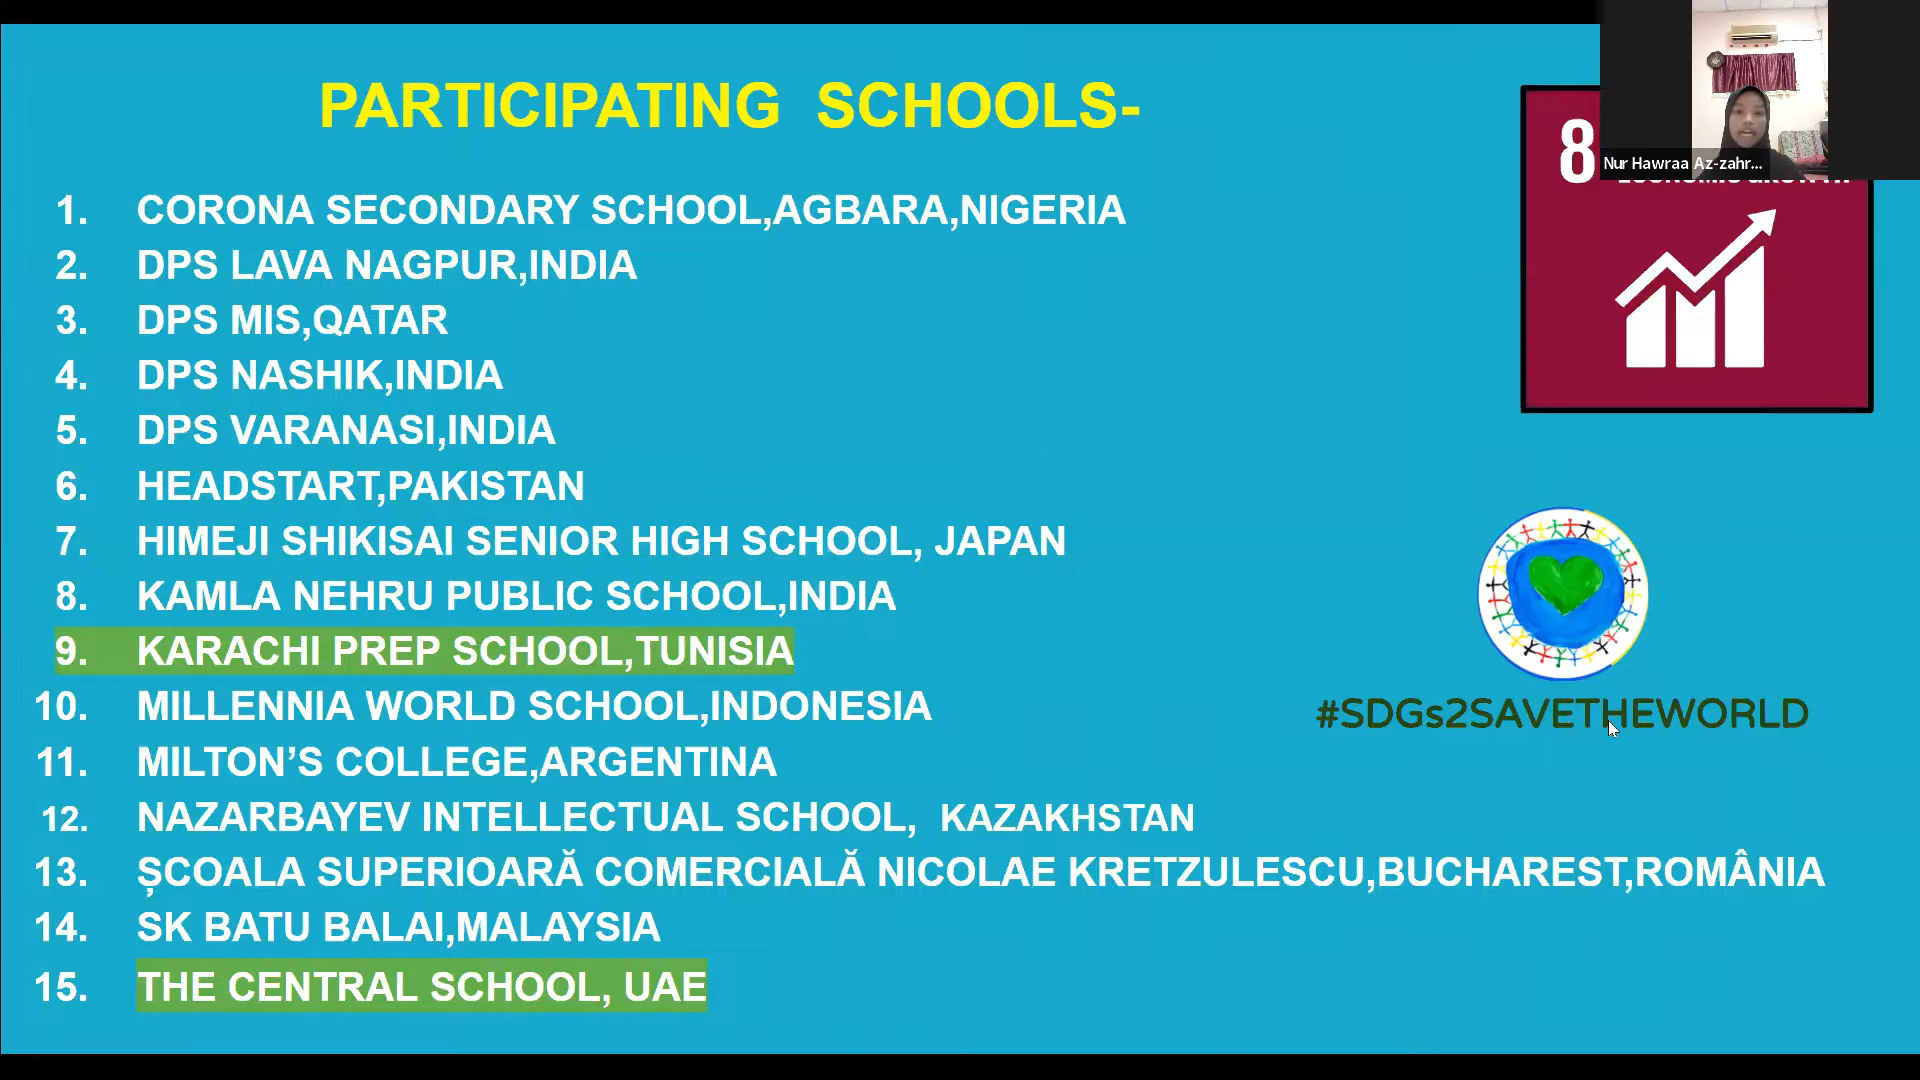 PARTICIPATING SCHOOLS-
1. CORONA SECONDARY SCHOOL,AGBARA,NIGERIA
2. DPS LAVA NAGPUR,INDIA
3. DPS MIS,QATAR
4. DPS NASHIK,INDIA
5. DPS VARANASI,INDIA
6. HEADSTART,PAKISTAN
7. HIMEJI SHIKISAI SENIOR HIGH SCHOOL, JAPAN
8. KAMLA NEHRU PUBLIC SCHOOL,INDIA
9. KARACHI PREP SCHOOL,TUNISIA
10. MILLENNIA WORLD SCHOOL,INDONESIA
11. MILTON’S COLLEGE,ARGENTINA
12. NAZARBAYEV INTELLECTUAL SCHOOL, KAZAKHSTAN
13. ȘCOALA SUPERIOARĂ COMERCIALĂ NICOLAE KRETZULESCU,BUCHAREST,ROMÂNIA
14. SK BATU BALAI,MALAYSIA
15. THE CENTRAL SCHOOL, UAE
8
Nur Hawraa Az-zahr...
#SDGs2SAVETHEWORLD